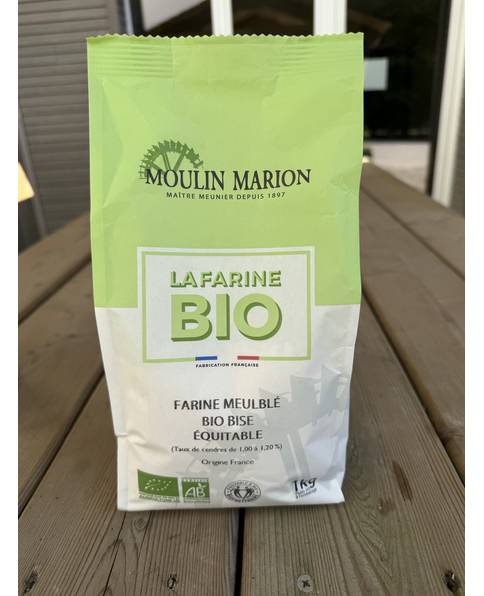 MOULIN MARION
MAÎTRE MEUNIER DEPUIS 1897
LA FARINE
BIO
FABRICATION FRANÇAISE
FARINE MEULBLÉ
BIO BISE
ÉQUITABLE
(Taux de cendres de 1,00 à 1,20%)
Origine France
AB
1Kg